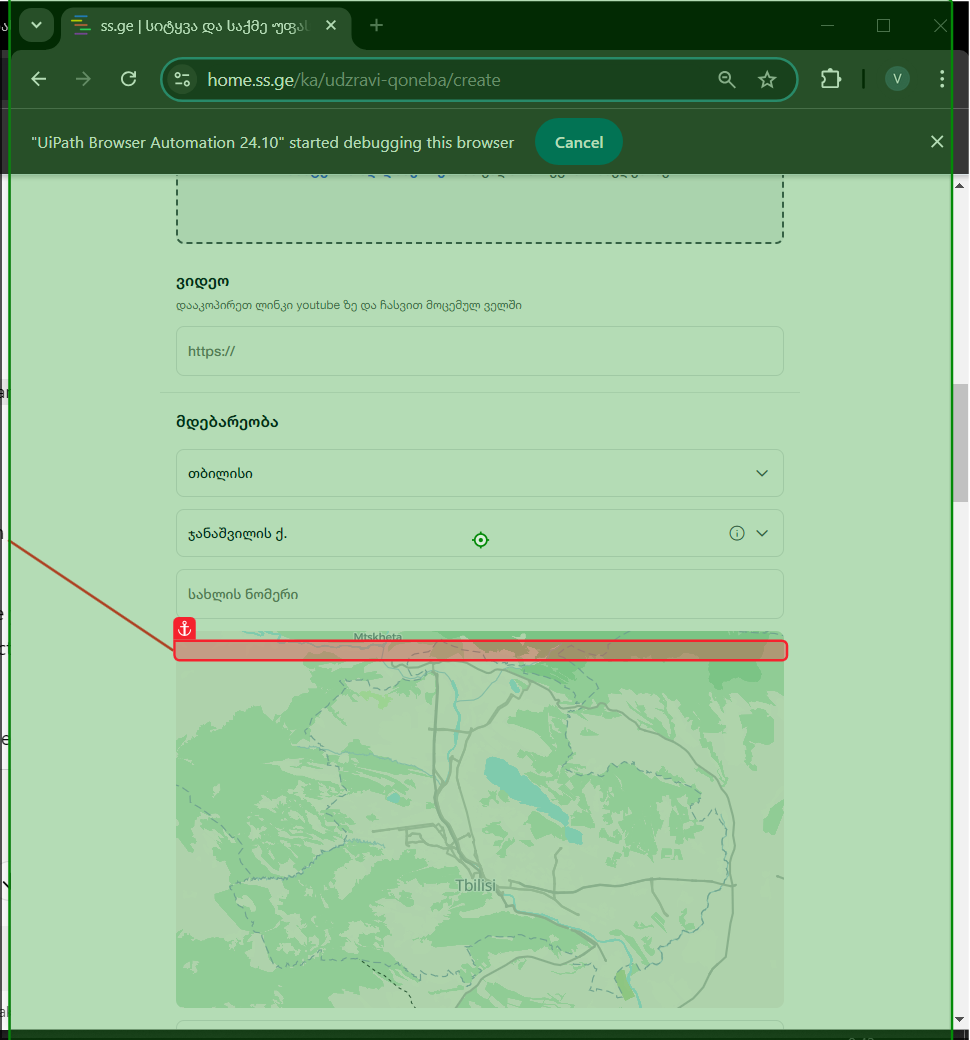 ss.ge | სიტყვა და საქმე
home.ss.ge/ka/udzravi-qoneba/create
V
"UiPath Browser Automation 24.10" started debugging this browser
Cancel
ვიდეო
დააკოპირეთ ლინკი youtube ზე და ჩასვით მოცემულ ველში
https://
მდებარეობა
თბილისი
ჯანაშვილის ქ.
სახლის ნომერი
Mtskheta
Tbilisi